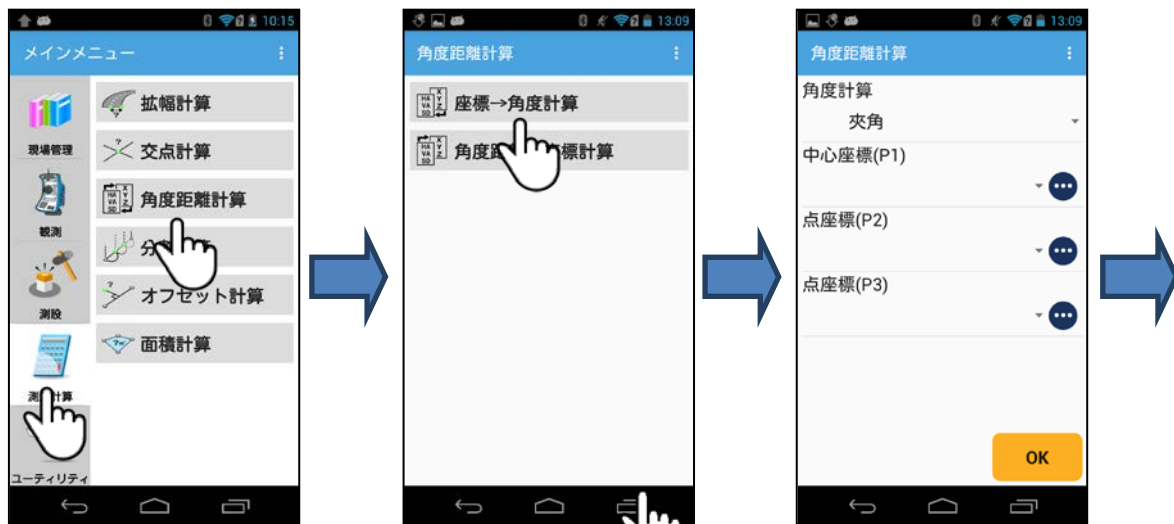 10:15
メインメニュー
拡幅計算
交点計算
角度距離計算
オフセット計算
面積計算
現場管理
観測
測設
ユーティリティ
13:09
角度距離計算
座標→角度計算
13:09
角度距離計算
角度計算
夾角
中心座標(P1)
点座標(P2)
点座標(P3)
OK